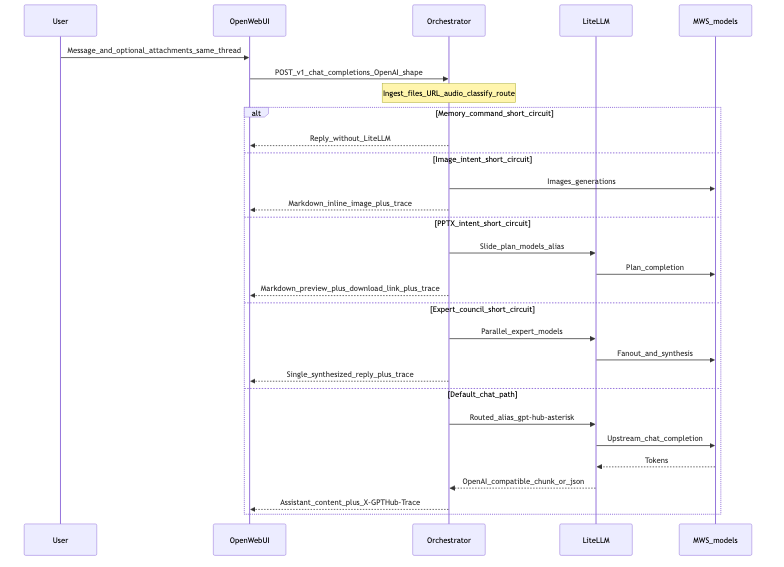 User OpenWebUI Orchestrator LiteLLM MWS_models
Message_and_optional_attachments_same_thread
POST_v1_chat_completions_OpenAI_shape
Ingest_files_URL_audio_classify_route
alt [Memory_command_short_circuit]
Reply_without_LiteLLM
[Image_intent_short_circuit]
Images_generations
Markdown_inline_image_plus_trace
[PPTX_intent_short_circuit]
Slide_plan_models_alias
Plan_completion
Markdown_preview_plus_download_link_plus_trace
[Expert_council_short_circuit]
Parallel_expert_models
Fanout_and_synthesis
Single_synthesized_reply_plus_trace
[Default_chat_path]
Routed_alias_gpt-hub-asterisk
Upstream_chat_completion
Tokens
OpenAI_compatible_chunk_or_json
Assistant_content_plus_X-GPTHub-Trace
User OpenWebUI Orchestrator LiteLLM MWS_models